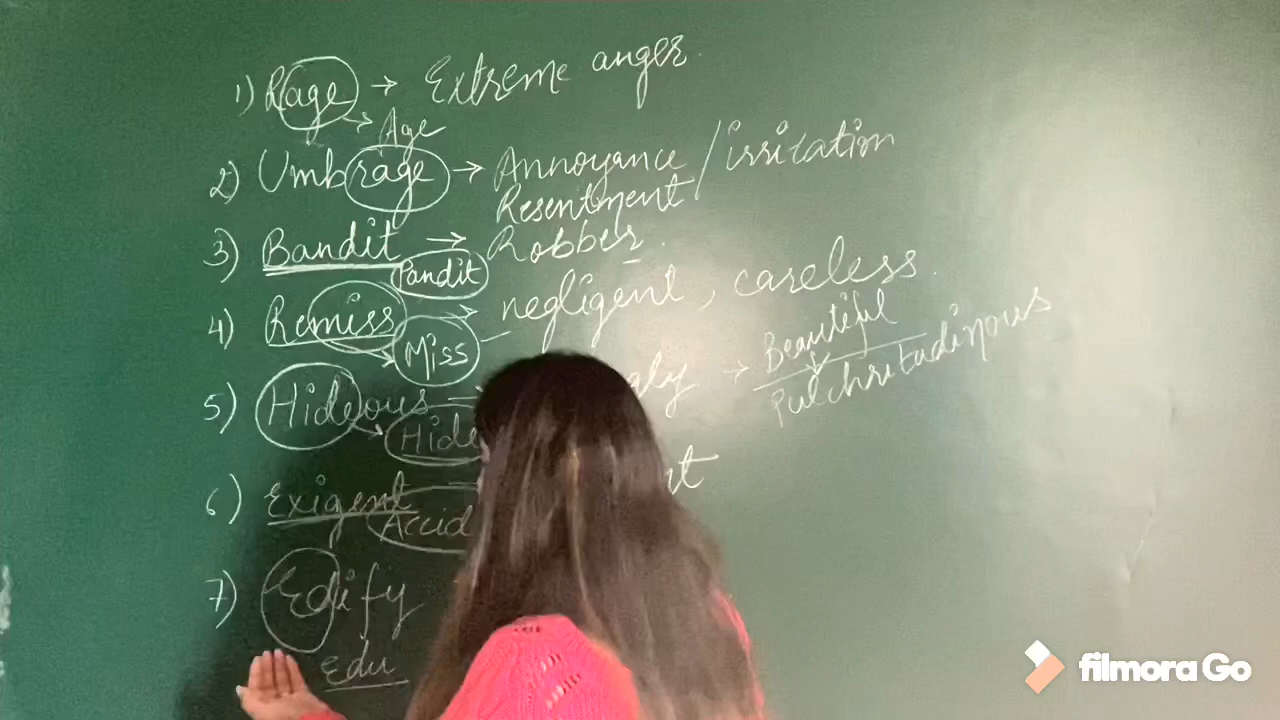 1) Rage → Extreme anger.
→ Age
2) Umbrage → Annoyance / irritation
Resentment
3) Bandit → Robber.
Pandit
4) Remiss → negligent, careless.
Miss
5) Hideous → → Beautiful
Hide Pulchritudinous
6) Exigent
7) Edify
Edu
filmora Go